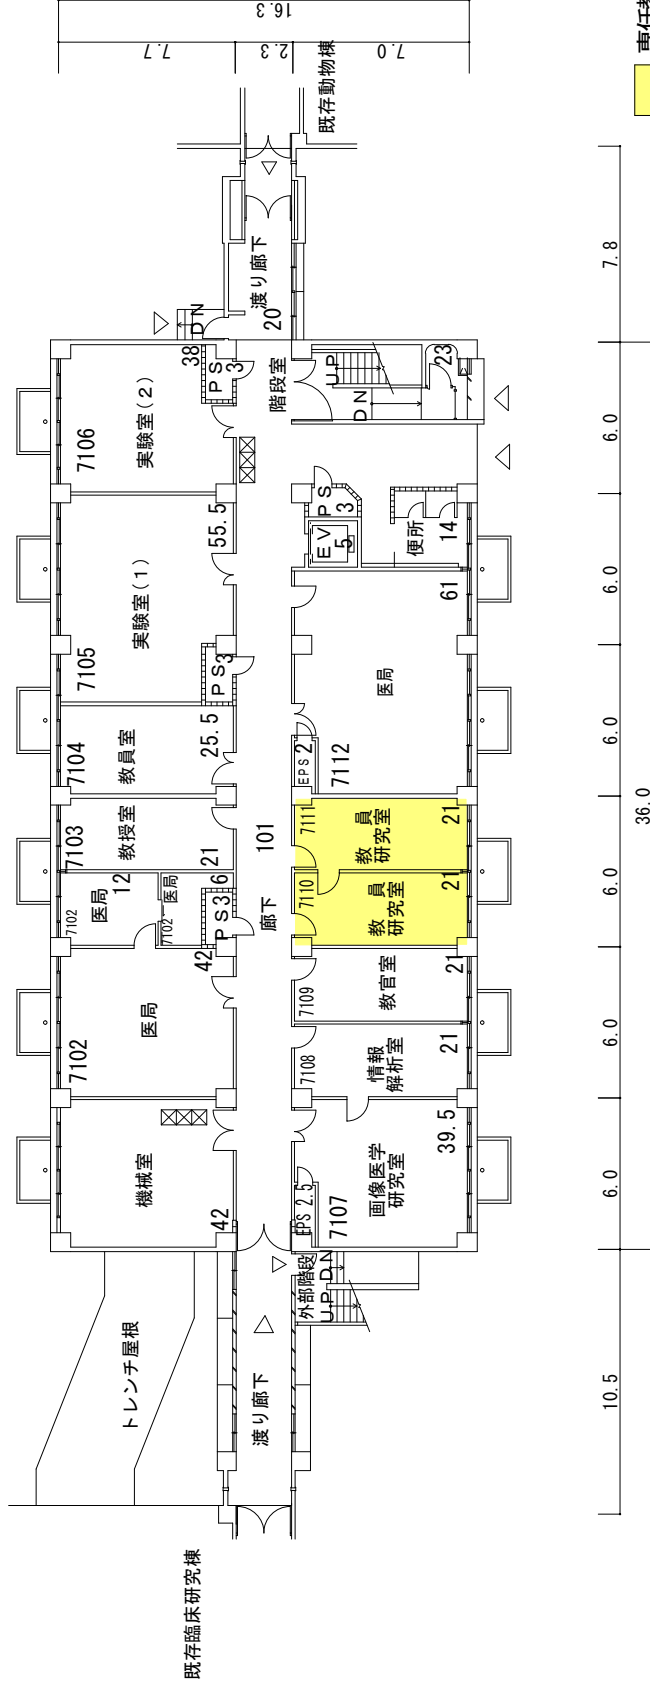 16.3
7.7
2.3
7.0
既存動物棟
7.8
渡り廊下
20
DN
階段室
UP
DN
23
6.0
7106
実験室(2)
38
PS
3
7105
実験室(1)
55.5
PS
3
EV
5
便所
14
6.0
PS3
7104
教員室
25.5
EPS 2
7112
医局
61
6.0
7103
教授室
21
7102
医局
12
7102
医局
6
PS3
廊下
101
7111
教員
研究室
21
7110
教員
研究室
21
6.0
36.0
7102
医局
42
7109
教官室
21
7108
情報
解析室
21
6.0
機械室
42
EPS 2.5
7107
画像医学
研究室
39.5
6.0
トレンチ屋根
渡り廊下
外部階段
UP
DN
10.5
既存臨床研究棟